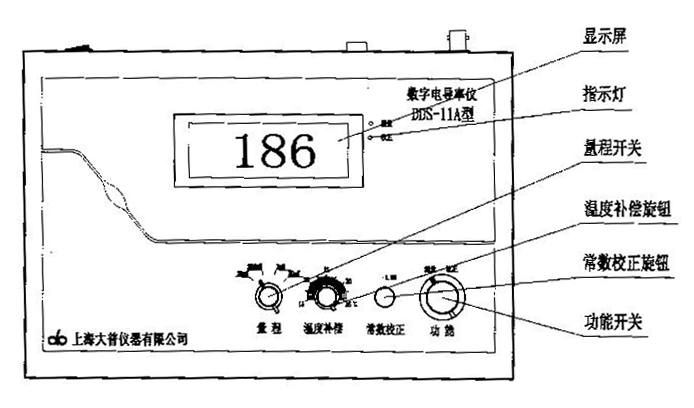 显示屏
数字电导率仪
DDS-11A型
指示灯
186
量程开关
温度补偿旋钮
常数校正旋钮
量程
温度补偿
常数校正
功能
功能开关
上海大普仪器有限公司